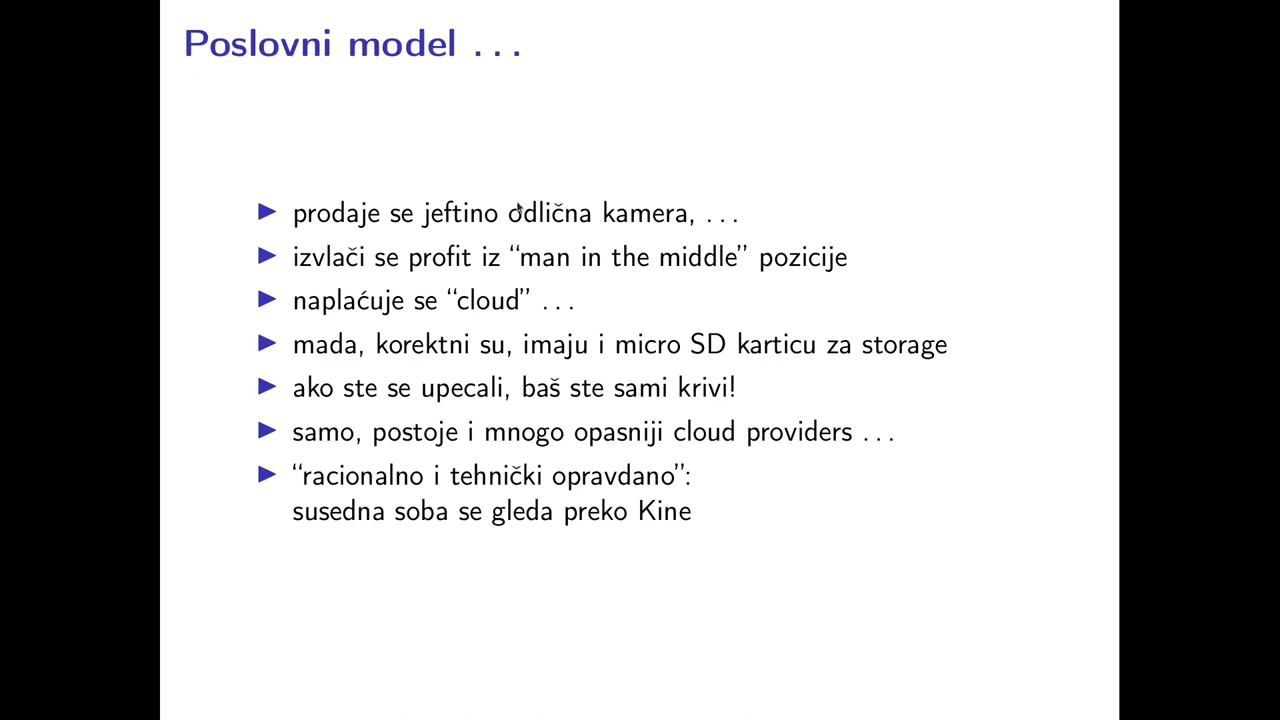 Poslovni model ...
prodaje se jeftino odlična kamera, ...
izvlači se profit iz “man in the middle” pozicije
naplaćuje se “cloud” ...
mada, korektni su, imaju i micro SD karticu za storage
ako ste se upecali, baš ste sami krivi!
samo, postoje i mnogo opasniji cloud providers ...
“racionalno i tehnički opravdano”:
susedna soba se gleda preko Kine